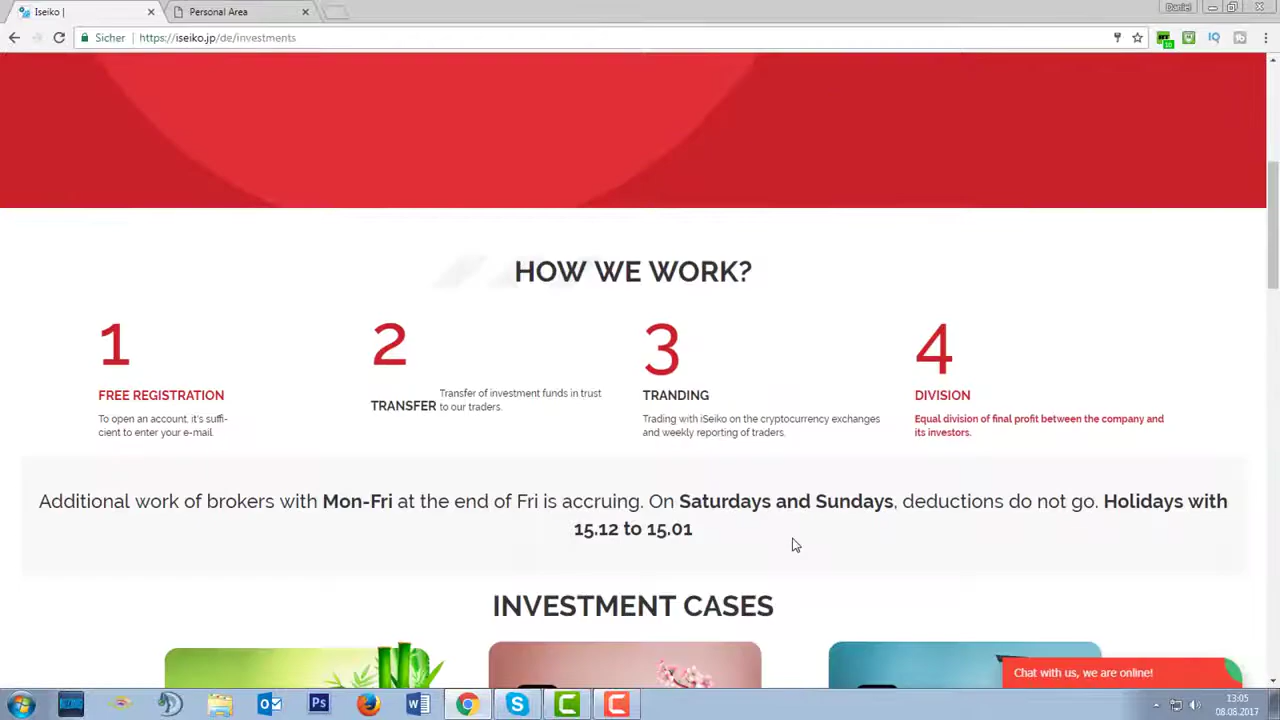 Iseiko |
Personal Area
Daniel
Sicher
https://iseiko.jp/de/investments
10
IQ
HOW WE WORK?
1
FREE REGISTRATION
To open an account, it's suffi-
cient to enter your e-mail.
2
TRANSFER
Transfer of investment funds in trust
to our traders.
3
TRANDING
Trading with iSeiko on the cryptocurrency exchanges
and weekly reporting of traders.
4
DIVISION
Equal division of final profit between the company and
its investors.
Additional work of brokers with Mon-Fri at the end of Fri is accruing. On Saturdays and Sundays, deductions do not go. Holidays with
15.12 to 15.01
INVESTMENT CASES
Chat with us, we are online!
Ps
13:05
08.08.2017